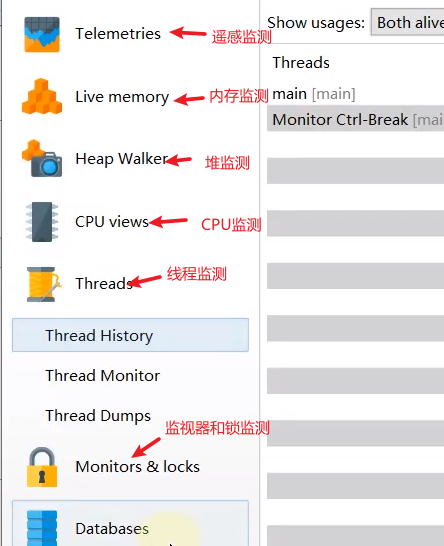 Telemetries
遥感监测
Live memory
内存监测
Heap Walker
堆监测
CPU views
CPU监测
Threads
线程监测
Thread History
Thread Monitor
Thread Dumps
监视器和锁监测
Monitors & locks
Databases
Show usages:
Both alive
Threads
main [main]
Monitor Ctrl-Break [mai